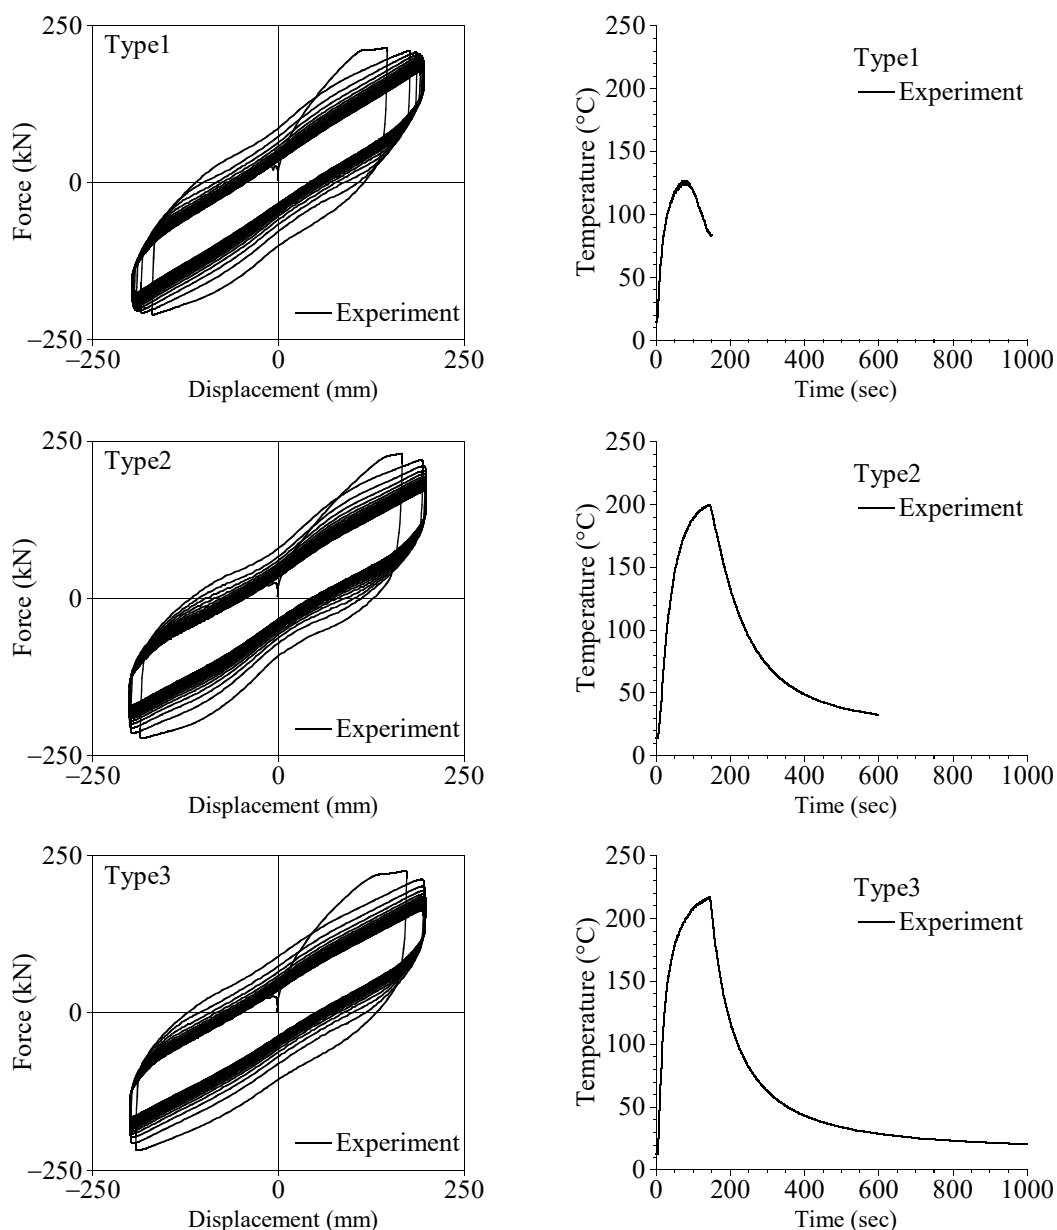 250
Type1
Force (kN)
0
Experiment
−250
−250
0
250
Displacement (mm)
250
Type1
Experiment
200
150
Temperature (°C)
100
50
0
0
200
400
600
800
1000
Time (sec)
250
Type2
Force (kN)
0
Experiment
−250
−250
0
250
Displacement (mm)
250
Type2
Experiment
200
150
Temperature (°C)
100
50
0
0
200
400
600
800
1000
Time (sec)
250
Type3
Force (kN)
0
Experiment
−250
−250
0
250
Displacement (mm)
250
Type3
Experiment
200
150
Temperature (°C)
100
50
0
0
200
400
600
800
1000
Time (sec)